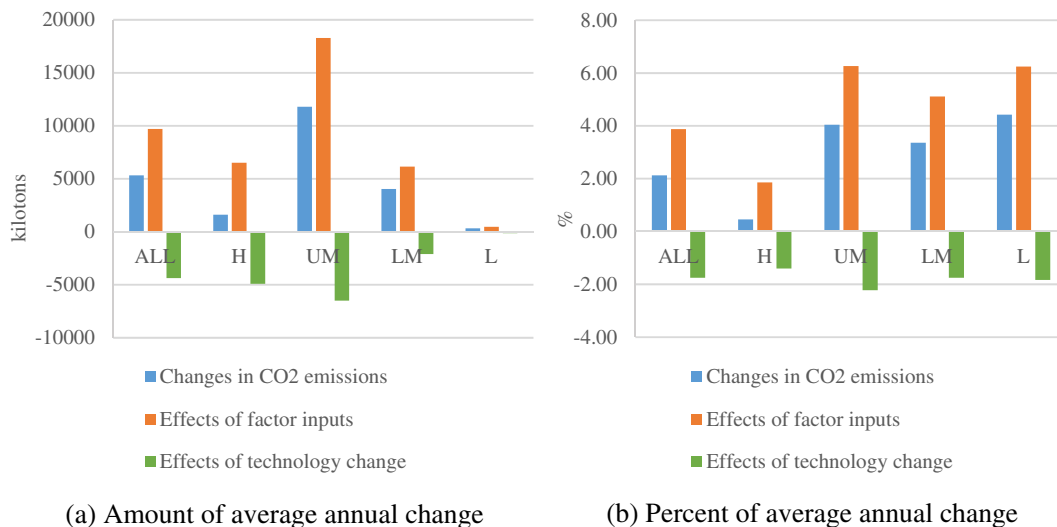 20000
15000
10000
5000
0
-5000
-10000
kilotons
ALL H UM LM L
Changes in CO2 emissions
Effects of factor inputs
Effects of technology change
(a) Amount of average annual change
8.00
6.00
4.00
2.00
0.00
-2.00
-4.00
%
ALL H UM LM L
Changes in CO2 emissions
Effects of factor inputs
Effects of technology change
(b) Percent of average annual change